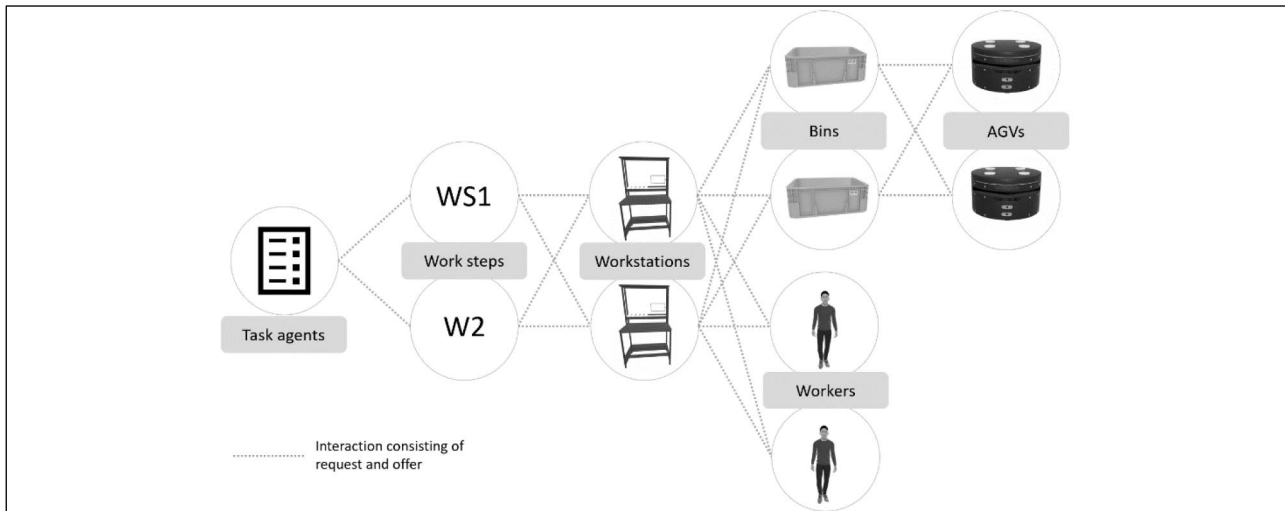 Bins
AGVs
WS1
Work steps
Workstations
W2
Task agents
Workers
Interaction consisting of
request and offer